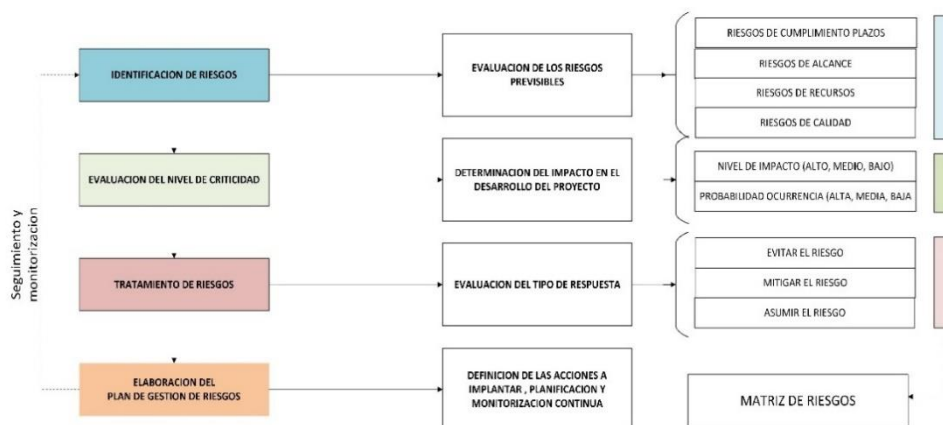 IDENTIFICACION DE RIESGOS
EVALUACION DE LOS RIESGOS
PREVISIBLES
RIESGOS DE CUMPLIMIENTO PLAZOS
RIESGOS DE ALCANCE
RIESGOS DE RECURSOS
RIESGOS DE CALIDAD
EVALUACION DEL NIVEL DE CRITICIDAD
DETERMINACION DEL IMPACTO EN EL
DESARROLLO DEL PROYECTO
NIVEL DE IMPACTO (ALTO, MEDIO, BAJO)
PROBABILIDAD OCURRENCIA (ALTA, MEDIA, BAJA
Seguimiento y
monitorizacion
TRATAMIENTO DE RIESGOS
EVALUACION DEL TIPO DE RESPUESTA
EVITAR EL RIESGO
MITIGAR EL RIESGO
ASUMIR EL RIESGO
ELABORACION DEL
PLAN DE GESTION DE RIESGOS
DEFINICION DE LAS ACCIONES A
IMPLANTAR , PLANIFICACION Y
MONITORIZACION CONTINUA
MATRIZ DE RIESGOS